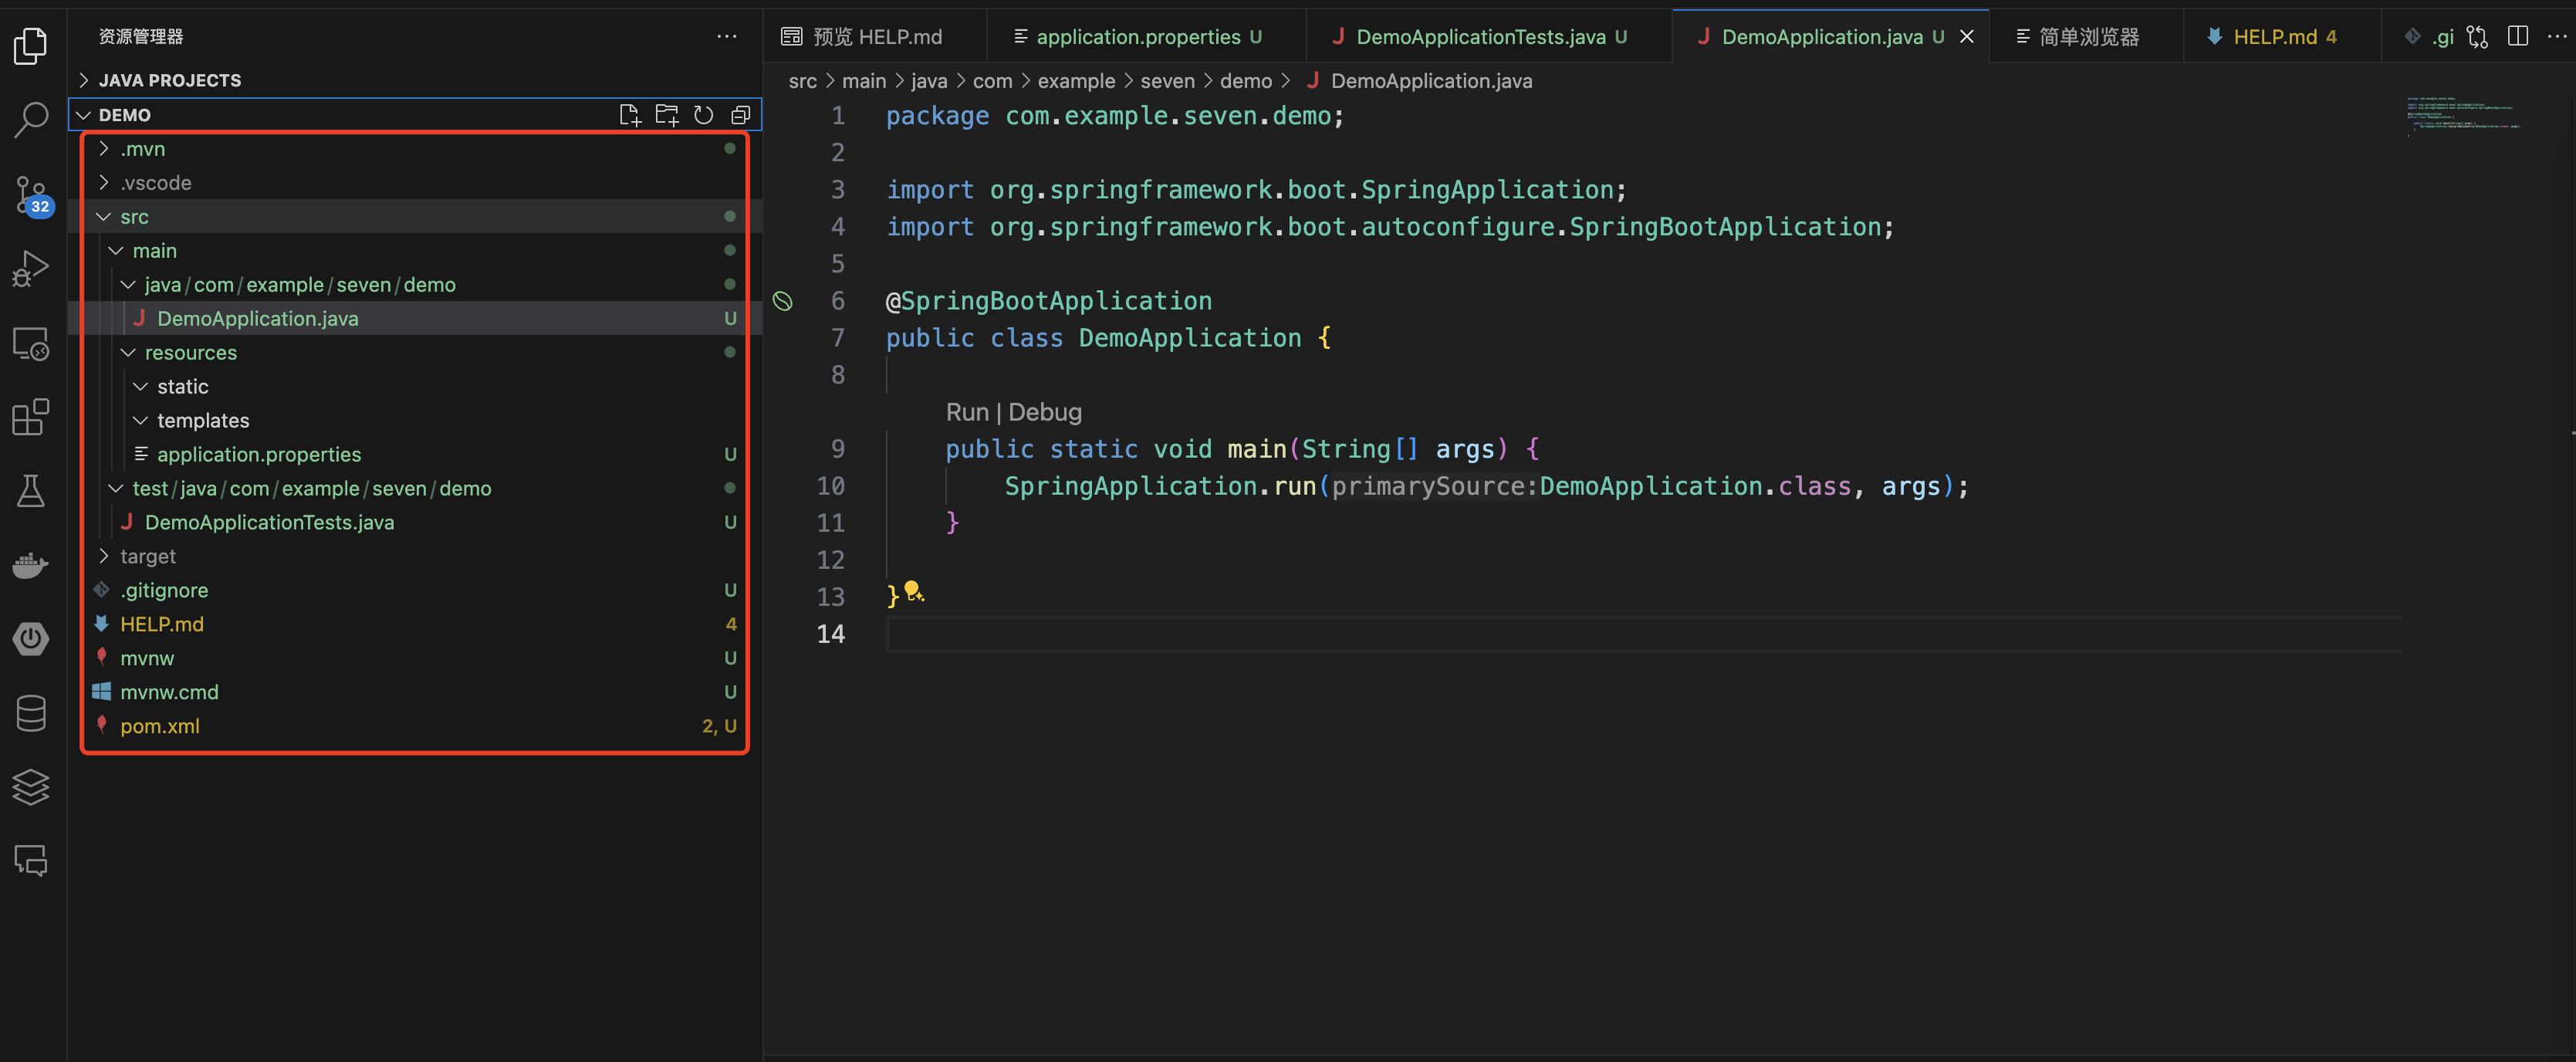 资源管理器
JAVA PROJECTS
DEMO
.mvn
.vscode
src
main
java/com/example/seven/demo
DemoApplication.java U
resources
static
templates
application.properties U
test/java/com/example/seven/demo
DemoApplicationTests.java U
target
.gitignore U
HELP.md 4
mvnw U
mvnw.cmd U
pom.xml 2, U
32
预览 HELP.md application.properties U DemoApplicationTests.java U DemoApplication.java U 简单浏览器 HELP.md 4 .gi
src > main > java > com > example > seven > demo > DemoApplication.java
1 package com.example.seven.demo;
2
3 import org.springframework.boot.SpringApplication;
4 import org.springframework.boot.autoconfigure.SpringBootApplication;
5
6 @SpringBootApplication
7 public class DemoApplication {
8
Run | Debug
9 public static void main(String[] args) {
10 SpringApplication.run(primarySource:DemoApplication.class, args);
11 }
12
13 }
14